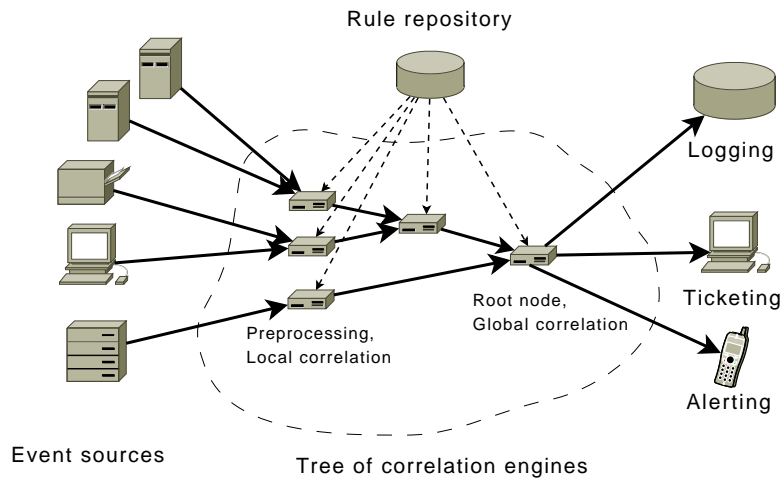 Rule repository
Logging
Ticketing
Root node,
Global correlation
Preprocessing,
Local correlation
Alerting
Event sources
Tree of correlation engines